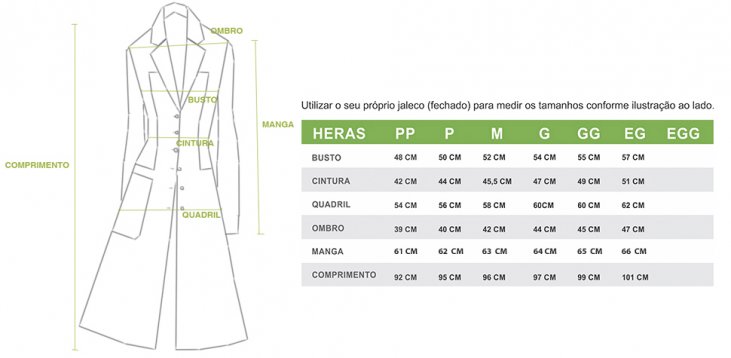 OMBRO
MANGA
BUSTO
CINTURA
COMPRIMENTO
QUADRIL
Utilizar o seu próprio jaleco (fechado) para medir os tamanhos conforme ilustração ao lado.
HERAS PP P M G GG EG EGG
BUSTO 48 CM 50 CM 52 CM 54 CM 55 CM 57 CM
CINTURA 42 CM 44 CM 45,5 CM 47 CM 49 CM 51 CM
QUADRIL 54 CM 56 CM 58 CM 60CM 60 CM 62 CM
OMBRO 39 CM 40 CM 42 CM 44 CM 45 CM 47 CM
MANGA 61 CM 62 CM 63 CM 64 CM 65 CM 66 CM
COMPRIMENTO 92 CM 95 CM 96 CM 97 CM 99 CM 101 CM